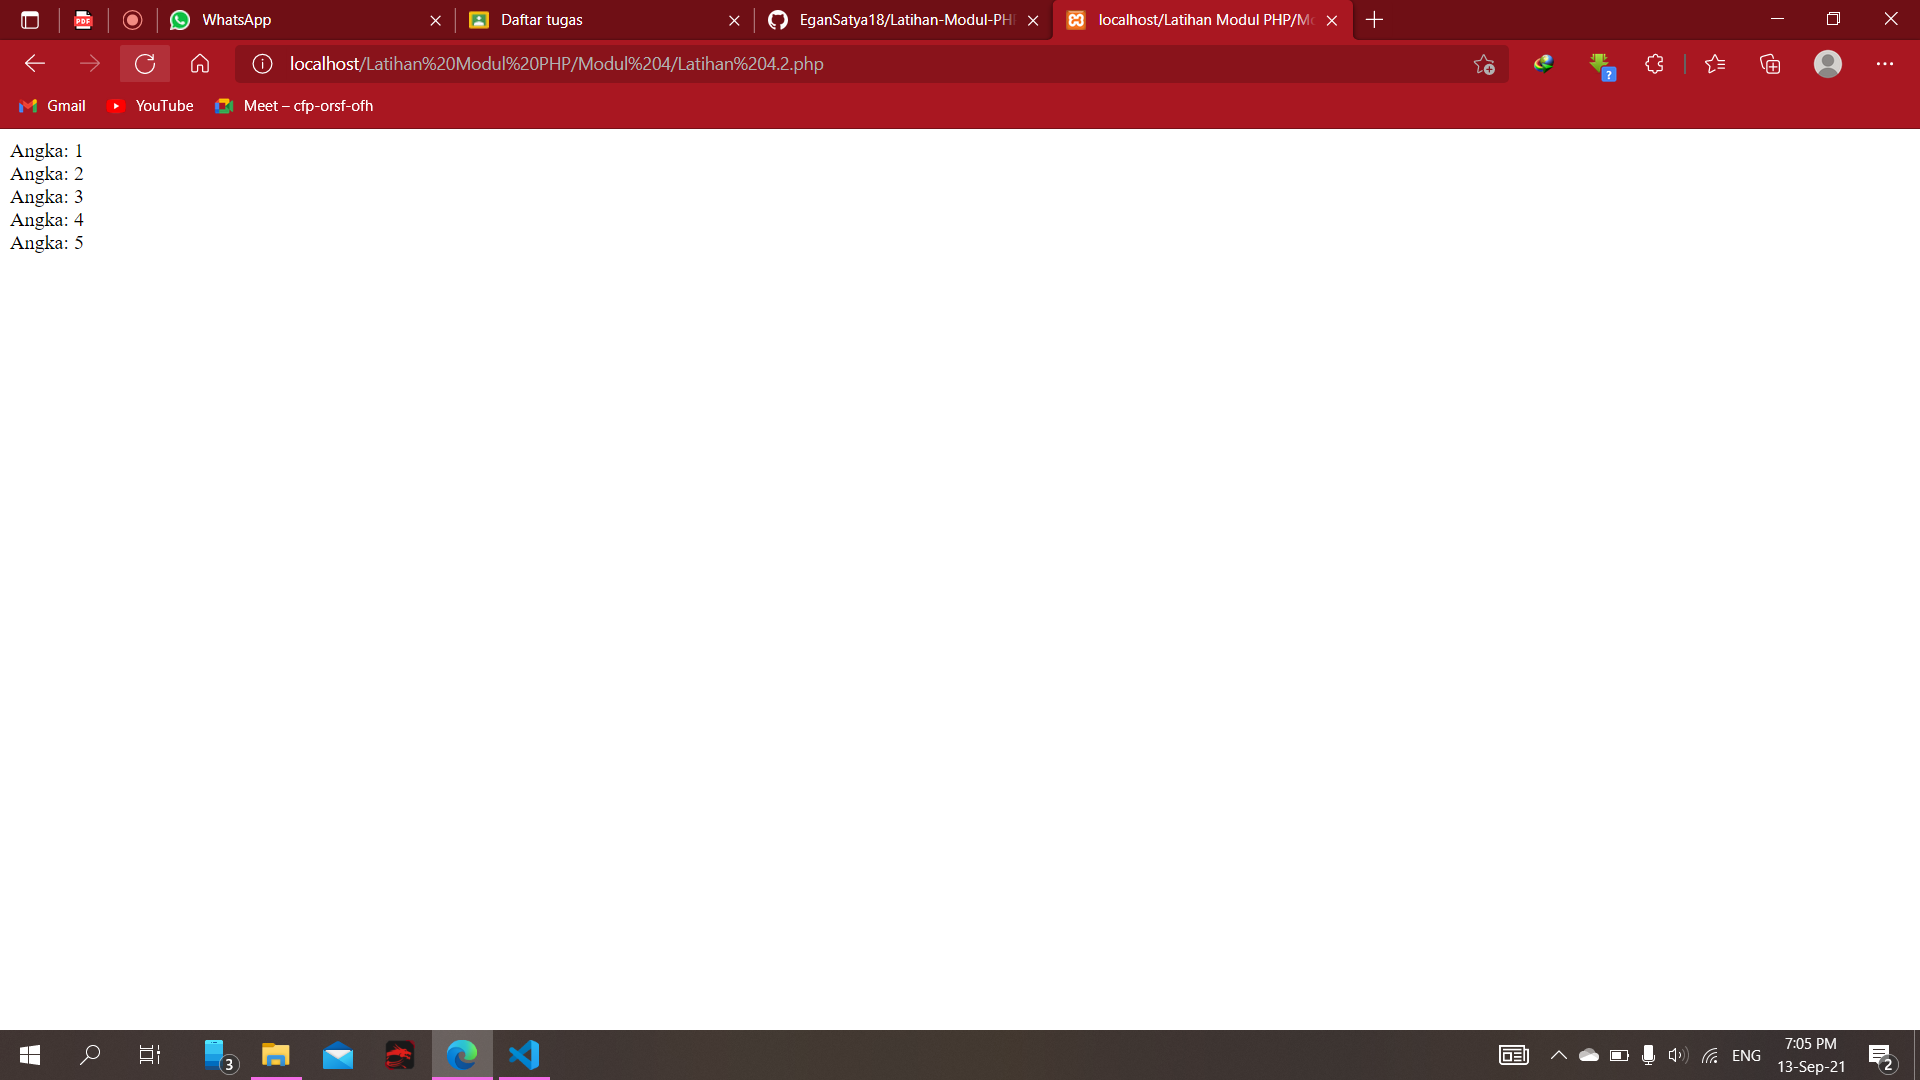 WhatsApp
Daftar tugas
EganSatya18/Latihan-Modul-PH
localhost/Latihan Modul PHP/Mo
localhost/Latihan%20Modul%20PHP/Modul%204/Latihan%204.2.php
Gmail
YouTube
Meet – cfp-orsf-ofh
Angka: 1
Angka: 2
Angka: 3
Angka: 4
Angka: 5
3
ENG
7:05 PM
13-Sep-21
2